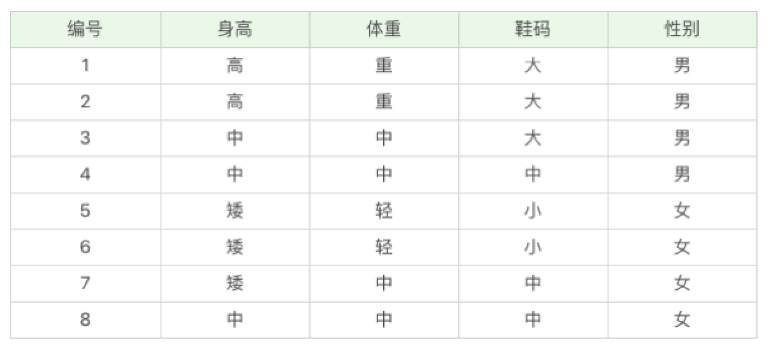 编号 身高 体重 鞋码 性别
1 高 重 大 男
2 高 重 大 男
3 中 中 大 男
4 中 中 中 男
5 矮 轻 小 女
6 矮 轻 小 女
7 矮 中 中 女
8 中 中 中 女